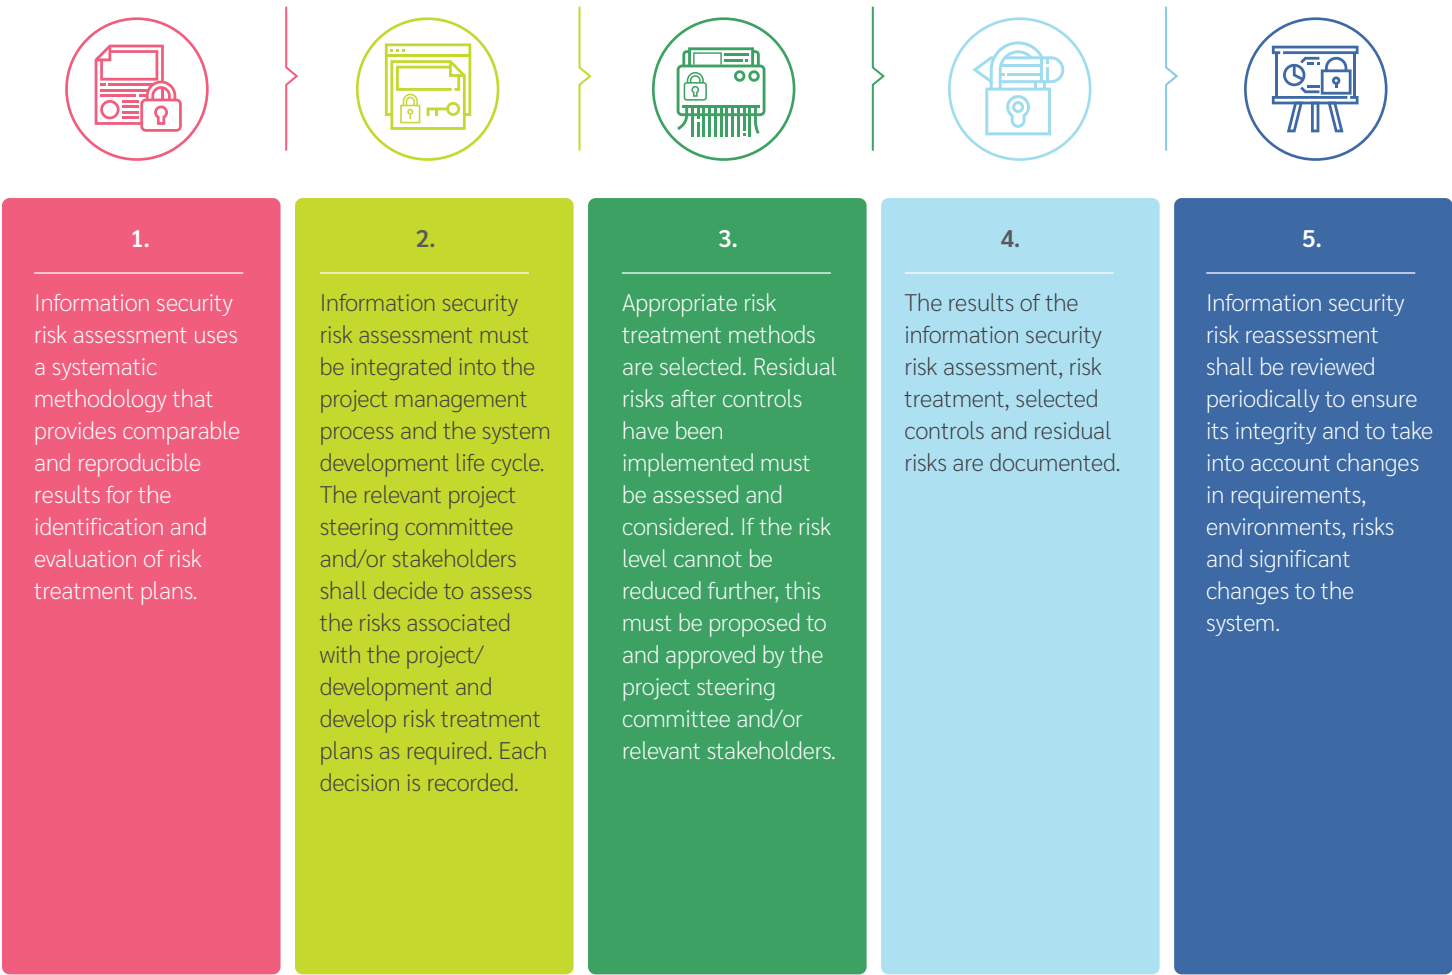 1.
Information security
risk assessment uses
a systematic
methodology that
provides comparable
and reproducible
results for the
identification and
evaluation of risk
treatment plans.
2.
Information security
risk assessment must
be integrated into the
project management
process and the system
development life cycle.
The relevant project
steering committee
and/or stakeholders
shall decide to assess
the risks associated
with the project/
development and
develop risk treatment
plans as required. Each
decision is recorded.
3.
Appropriate risk
treatment methods
are selected. Residual
risks after controls
have been
implemented must
be assessed and
considered. If the risk
level cannot be
reduced further, this
must be proposed to
and approved by the
project steering
committee and/or
relevant stakeholders.
4.
The results of the
information security
risk assessment, risk
treatment, selected
controls and residual
risks are documented.
5.
Information security
risk reassessment
shall be reviewed
periodically to ensure
its integrity and to take
into account changes
in requirements,
environments, risks
and significant
changes to the
system.